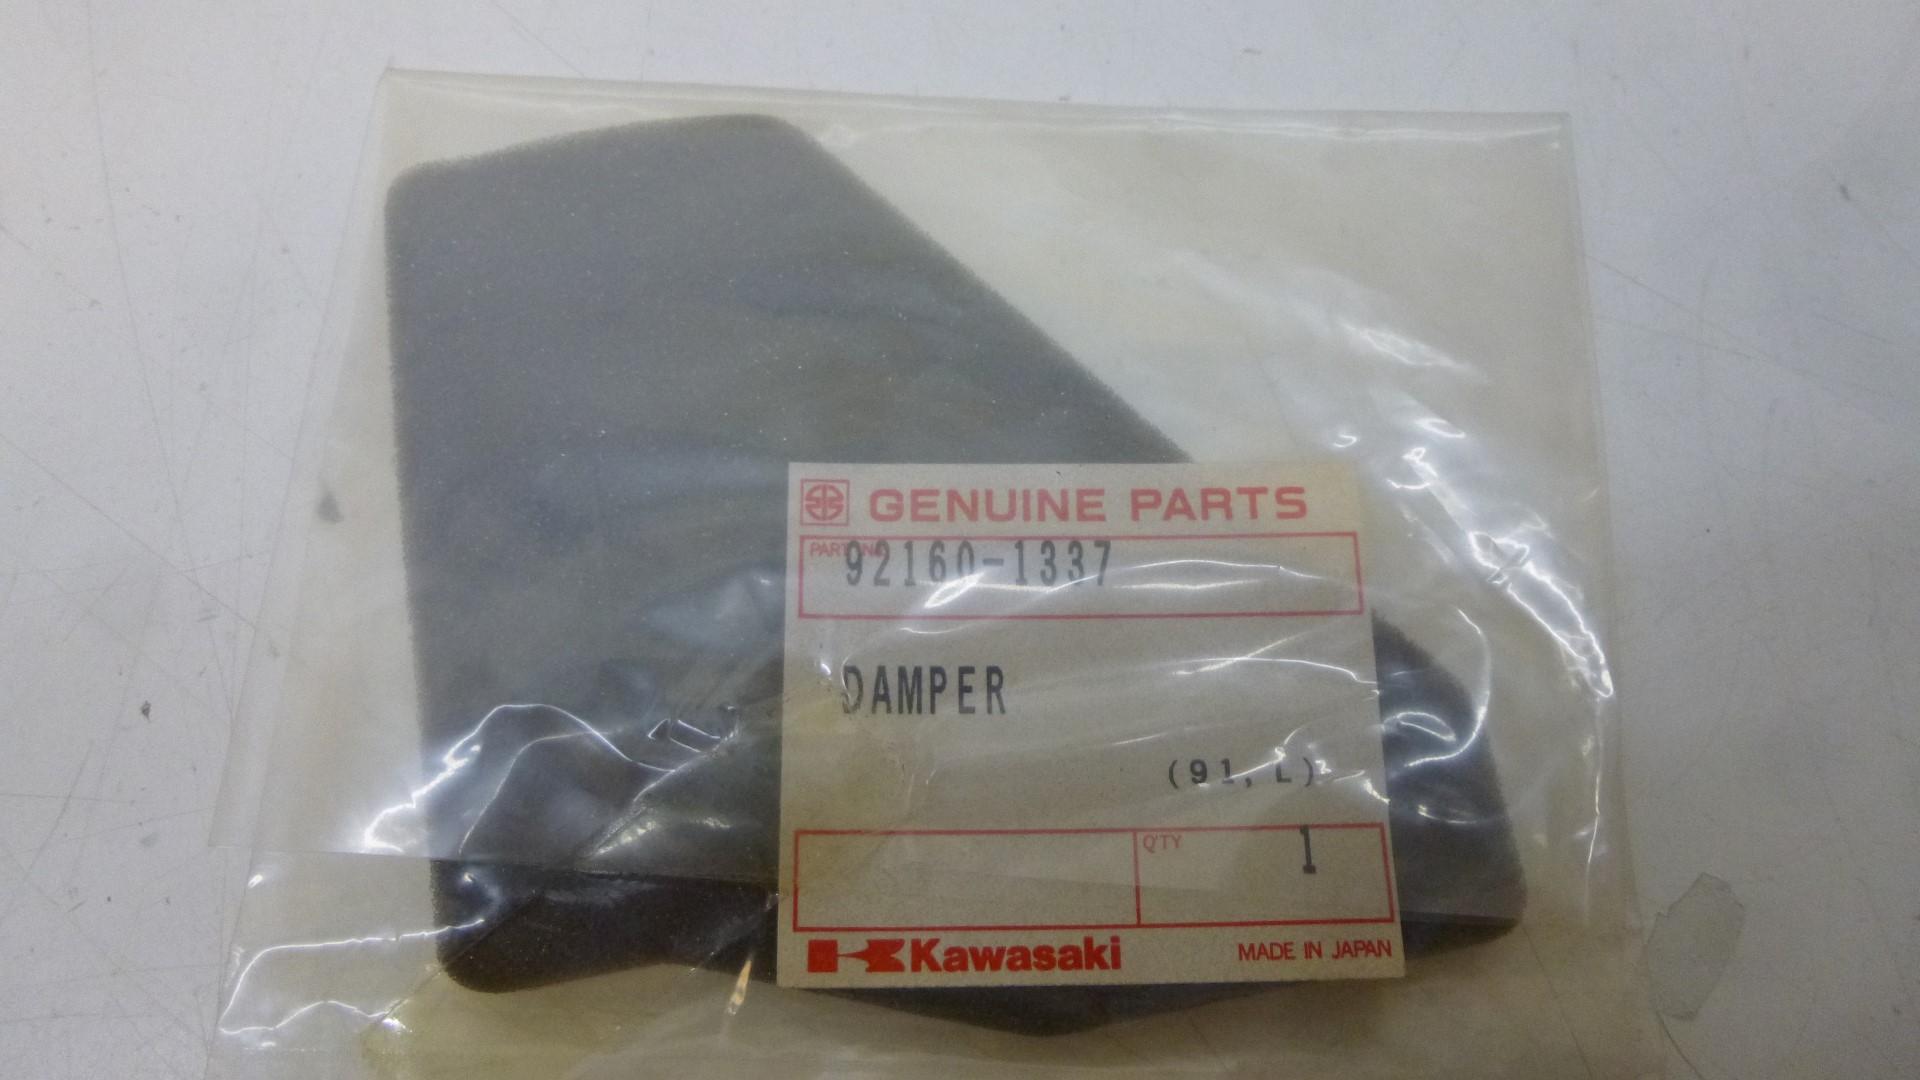 GENUINE PARTS
PART NO.
92160-1337
DAMPER
(91, L)
Q'TY 1
Kawasaki MADE IN JAPAN